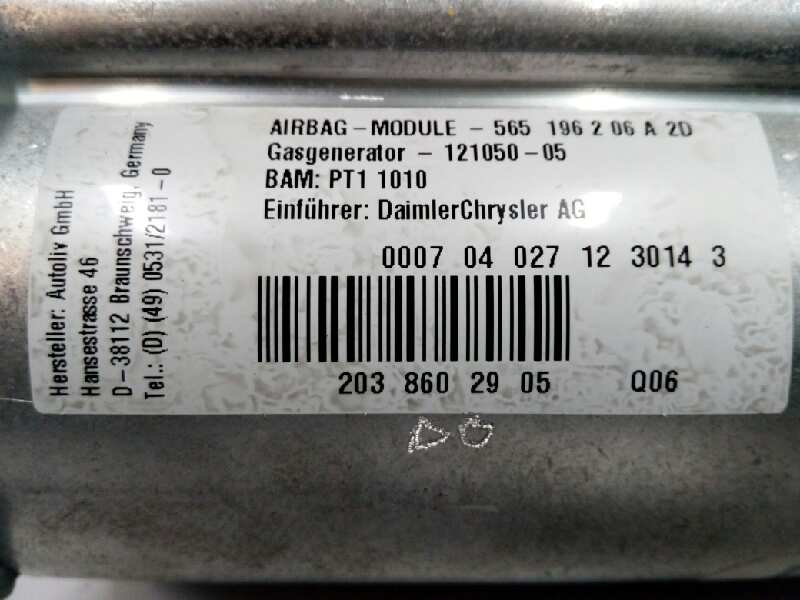 AIRBAG-MODULE - 565 196 2 06 A 2D
Gasgenerator - 121050-05
BAM: PT1 1010
Einführer: DaimlerChrysler AG
0007 04 027 12 3014 3
203 860 29 05 Q06
Hersteller: Autoliv GmbH
Hansestrasse 46
D-38112 Braunschweig, Germany
Tel.: (D) (49) 0531/2181-0